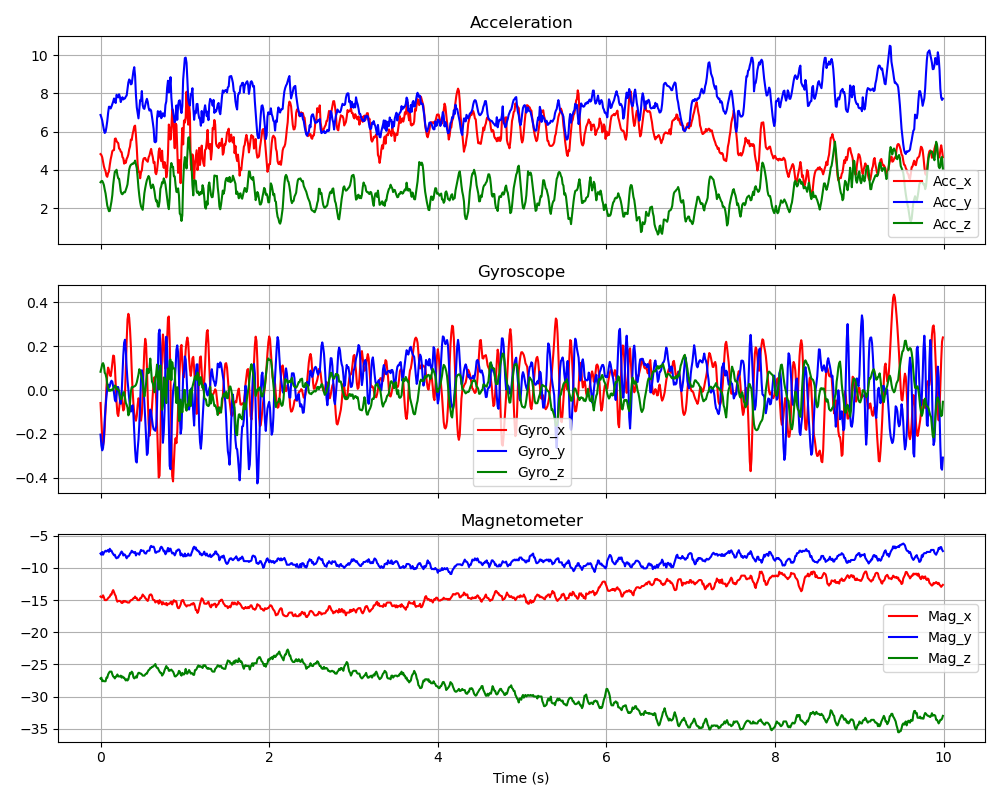 Acceleration
10
8
6
4
2
Acc_x
Acc_y
Acc_z
Gyroscope
0.4
0.2
0.0
−0.2
−0.4
Gyro_x
Gyro_y
Gyro_z
Magnetometer
−5
−10
−15
−20
−25
−30
−35
Mag_x
Mag_y
Mag_z
0 2 4 6 8 10
Time (s)